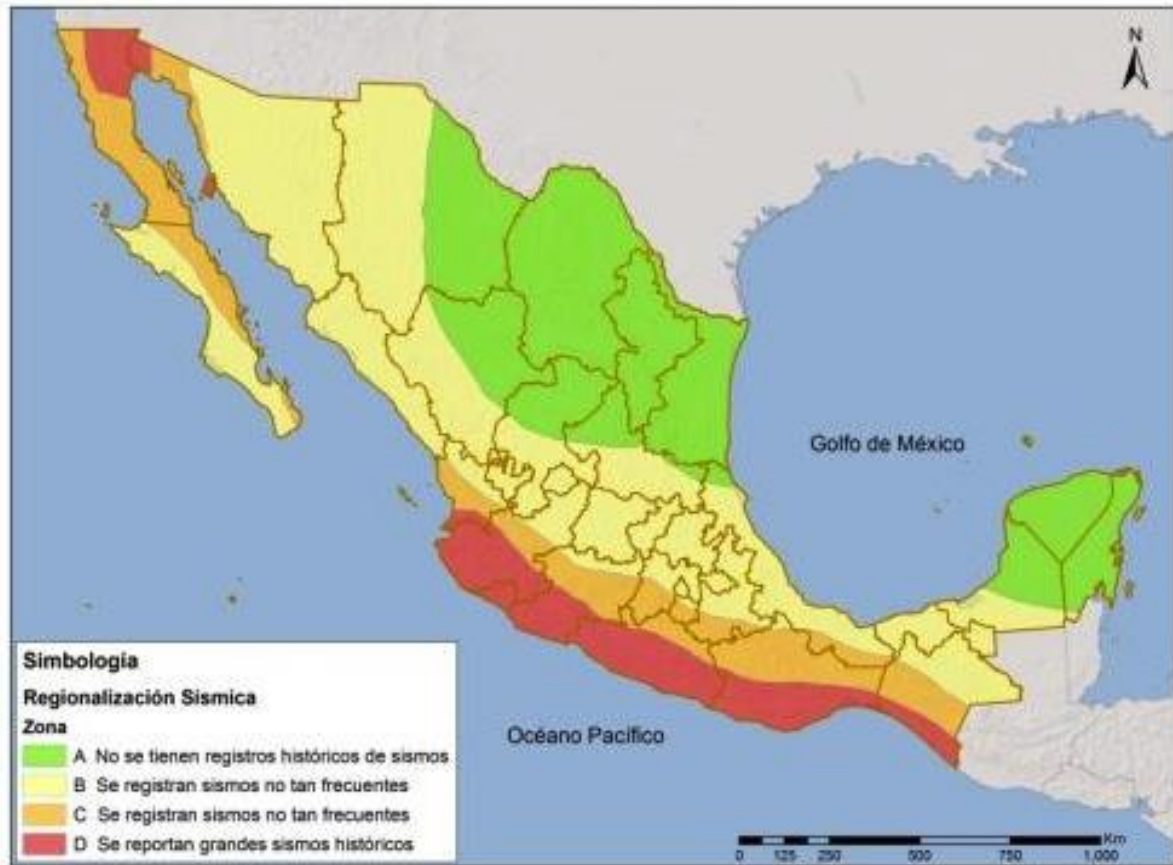 N
Golfo de México
Océano Pacífico
Simbología
Regionalización Sísmica
Zona
A No se tienen registros históricos de sismos
B Se registran sismos no tan frecuentes
C Se registran sismos no tan frecuentes
D Se reportan grandes sismos históricos
Km
0 125 250 500 750 1,000